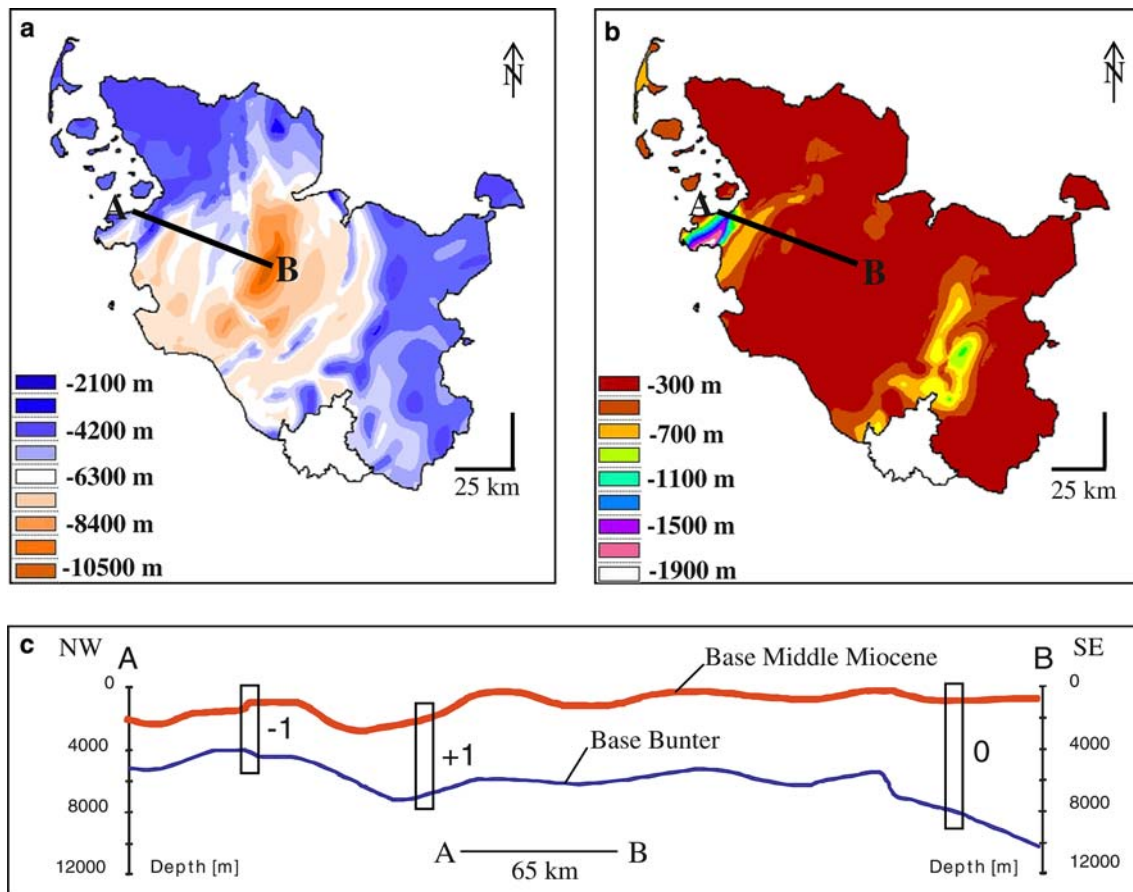 a
N
A
B
-2100 m
-4200 m
-6300 m
-8400 m
-10500 m
25 km
b
N
A
B
-300 m
-700 m
-1100 m
-1500 m
-1900 m
25 km
c
NW
A
B
SE
0
4000
8000
12000
Depth [m]
Base Middle Miocene
Base Bunter
-1
+1
0
A B
65 km
0
4000
8000
12000
Depth [m]